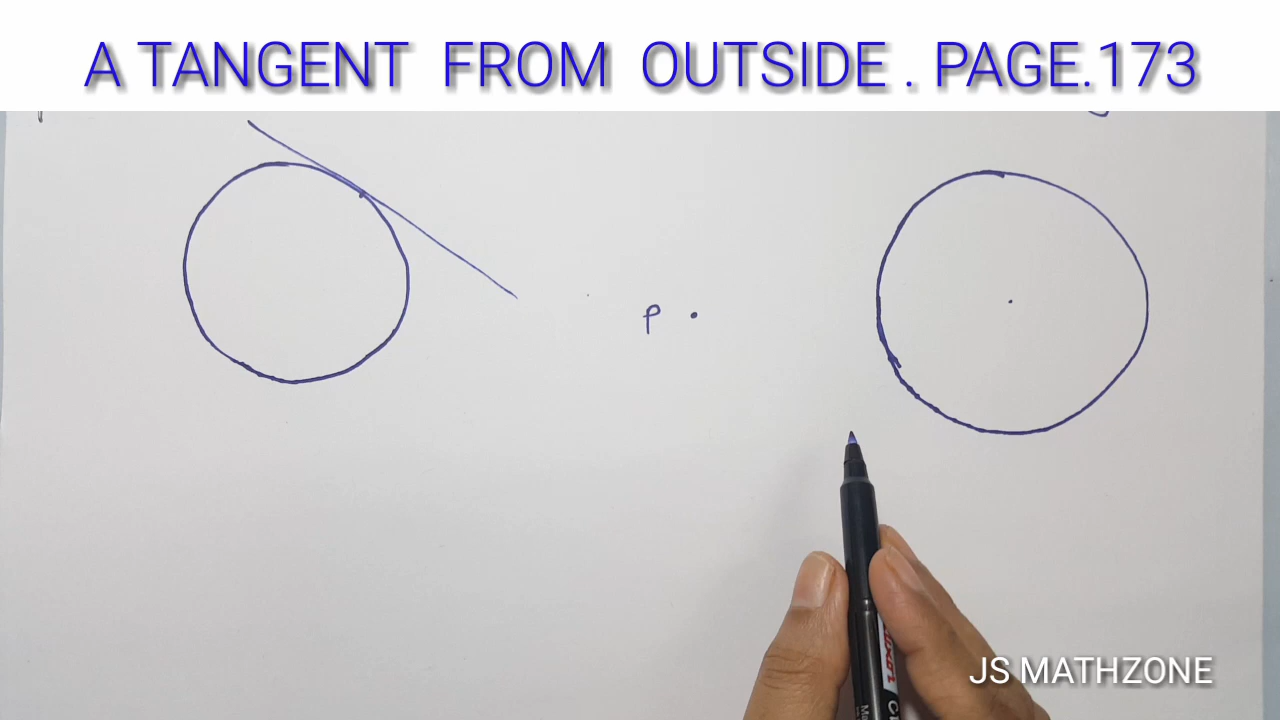 A TANGENT FROM OUTSIDE . PAGE.173
P
JS MATHZONE